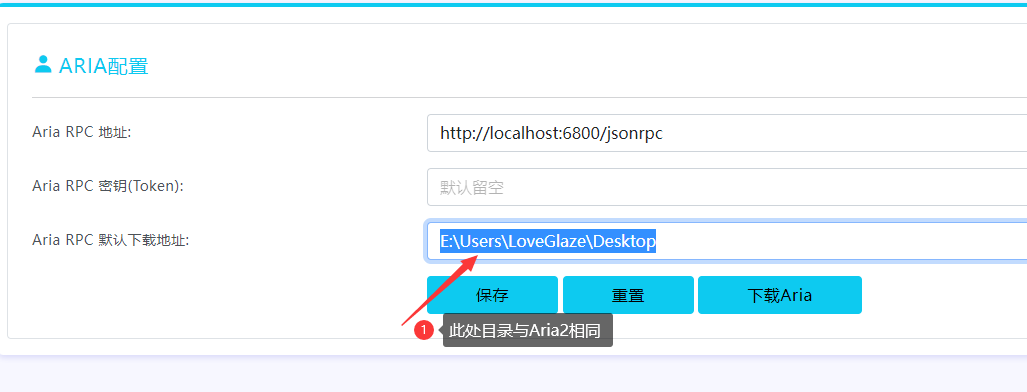 ARIA配置
Aria RPC 地址:
http://localhost:6800/jsonrpc
Aria RPC 密钥(Token):
默认留空
Aria RPC 默认下载地址:
E:\Users\LoveGlaze\Desktop
保存
重置
下载Aria
1
此处目录与Aria2相同